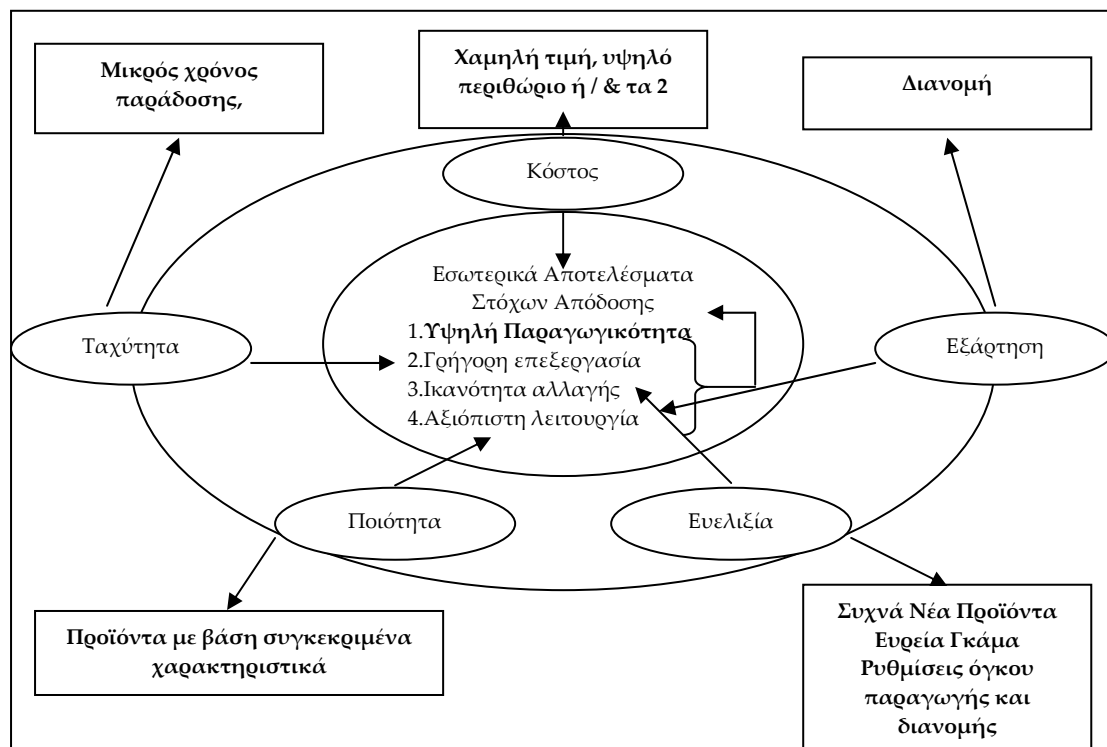 Μικρός χρόνος
παράδοσης,
Χαμηλή τιμή, υψηλό
περιθώριο ή / & τα 2
Διανομή
Κόστος
Εσωτερικά Αποτελέσματα
Στόχων Απόδοσης
1.Υψηλή Παραγωγικότητα
2.Γρήγορη επεξεργασία
3.Ικανότητα αλλαγής
4.Αξιόπιστη λειτουργία
Ταχύτητα
Εξάρτηση
Ποιότητα
Ευελιξία
Προϊόντα με βάση συγκεκριμένα
χαρακτηριστικά
Συχνά Νέα Προϊόντα
Ευρεία Γκάμα
Ρυθμίσεις όγκου
παραγωγής και
διανομής